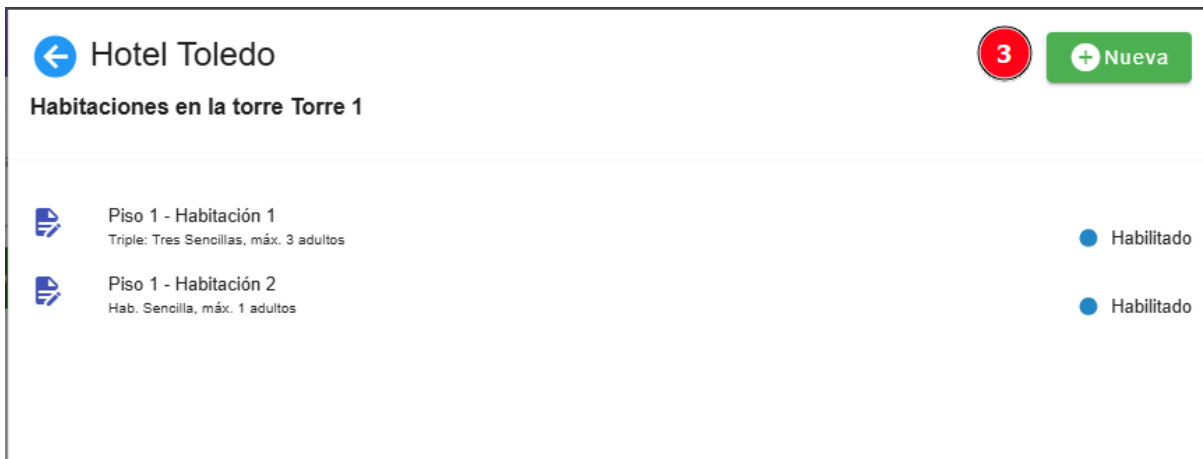 Hotel Toledo
3
Nueva
Habitaciones en la torre Torre 1
Piso 1 - Habitación 1
Triple: Tres Sencillas, máx. 3 adultos
Habilitado
Piso 1 - Habitación 2
Hab. Sencilla, máx. 1 adultos
Habilitado